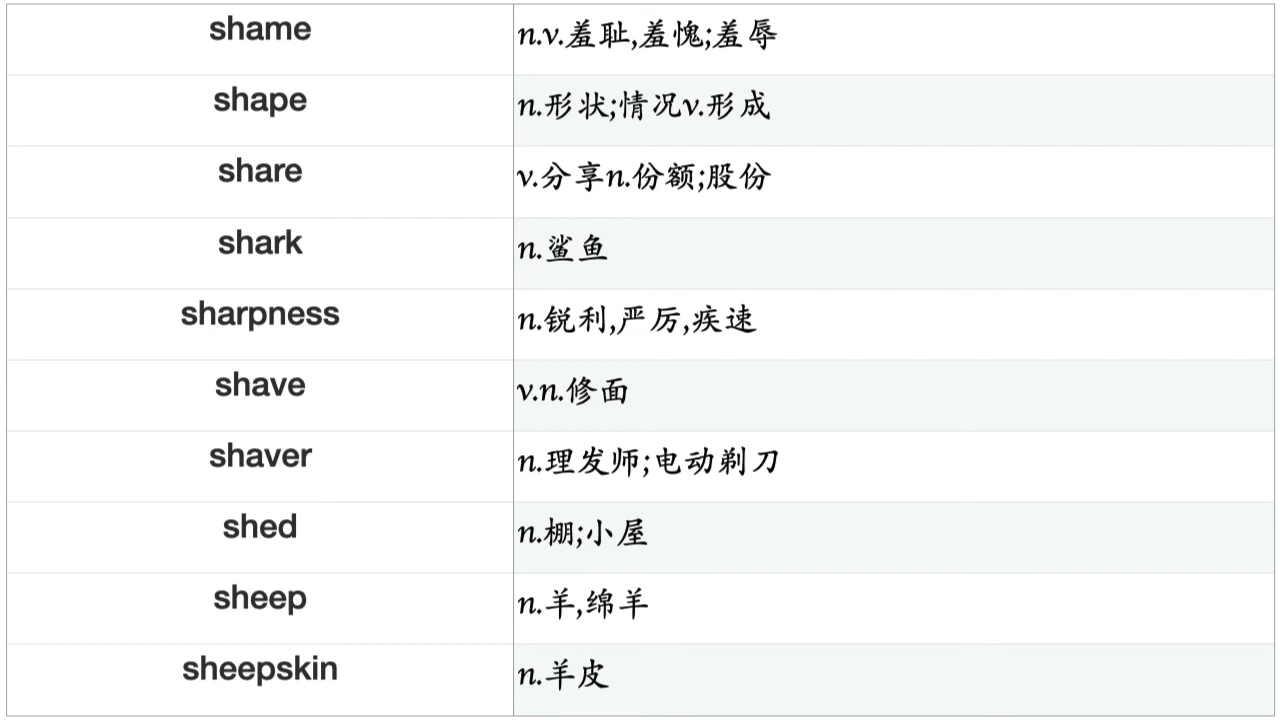 shame n.v.羞耻,羞愧;羞辱
shape n.形状;情况v.形成
share v.分享n.份额;股份
shark n.鲨鱼
sharpness n.锐利,严厉,疾速
shave v.n.修面
shaver n.理发师;电动剃刀
shed n.棚;小屋
sheep n.羊,绵羊
sheepskin n.羊皮